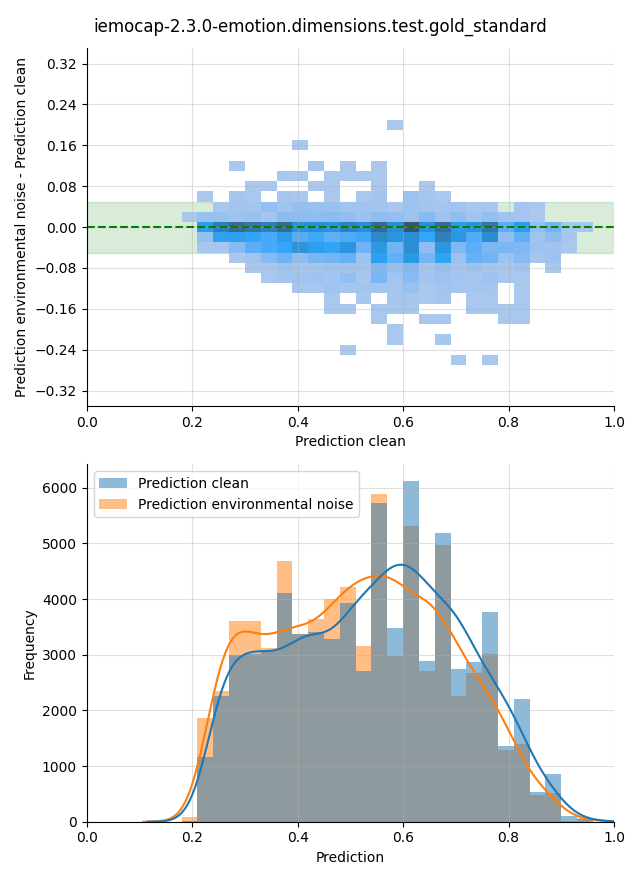 iemocap-2.3.0-emotion.dimensions.test.gold_standard
Prediction environmental noise - Prediction clean
0.32
0.24
0.16
0.08
0.00
−0.08
−0.16
−0.24
−0.32
0.0 0.2 0.4 0.6 0.8 1.0
Prediction clean
Prediction clean
Prediction environmental noise
Frequency
6000
5000
4000
3000
2000
1000
0
0.0 0.2 0.4 0.6 0.8 1.0
Prediction